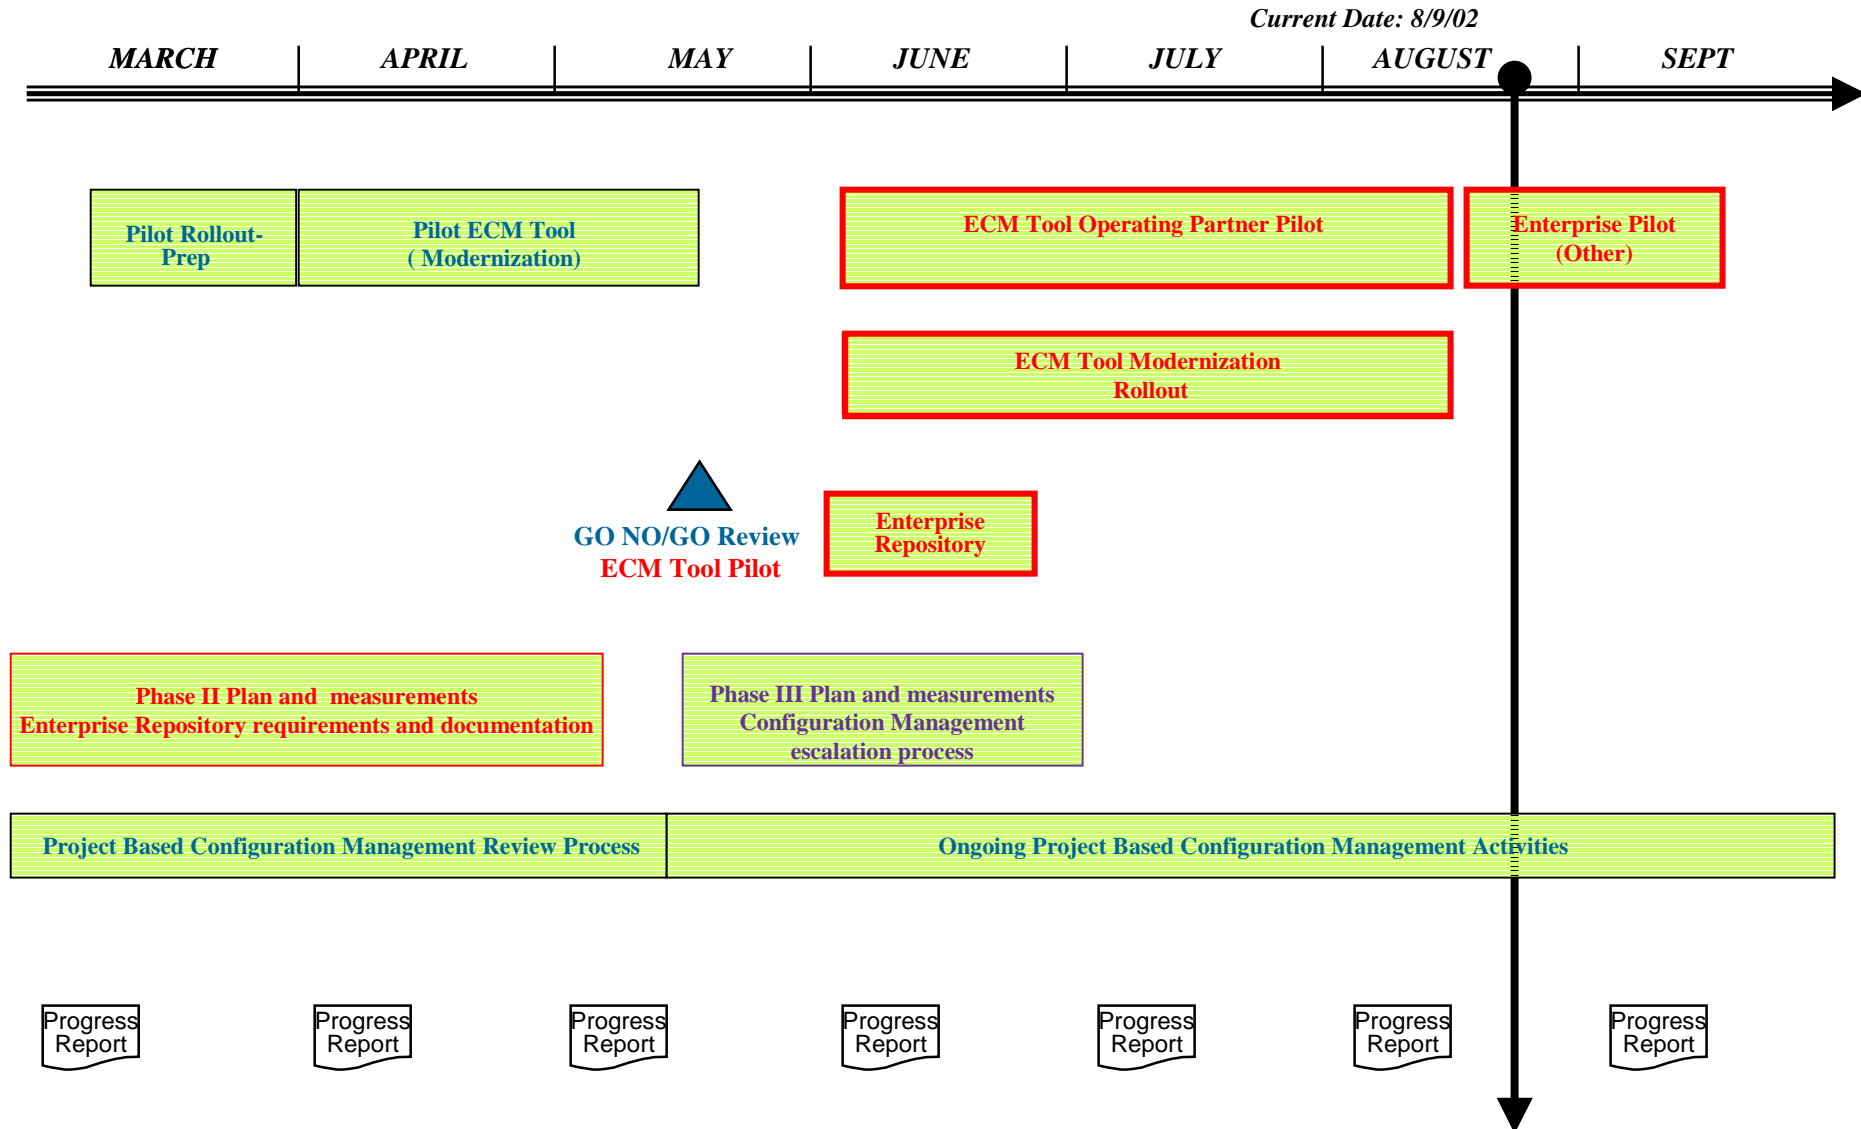 Current Date: 8/9/02
MARCH
APRIL
MAY
JUNE
JULY
AUGUST
SEPT
Pilot Rollout-
Prep
Pilot ECM Tool
( Modernization)
ECM Tool Operating Partner Pilot
Enterprise Pilot
(Other)
ECM Tool Modernization
Rollout
GO NO/GO Review
ECM Tool Pilot
Enterprise
Repository
Phase II Plan and measurements
Enterprise Repository requirements and documentation
Phase III Plan and measurements
Configuration Management
escalation process
Project Based Configuration Management Review Process
Ongoing Project Based Configuration Management Activities
Progress
Report
Progress
Report
Progress
Report
Progress
Report
Progress
Report
Progress
Report
Progress
Report